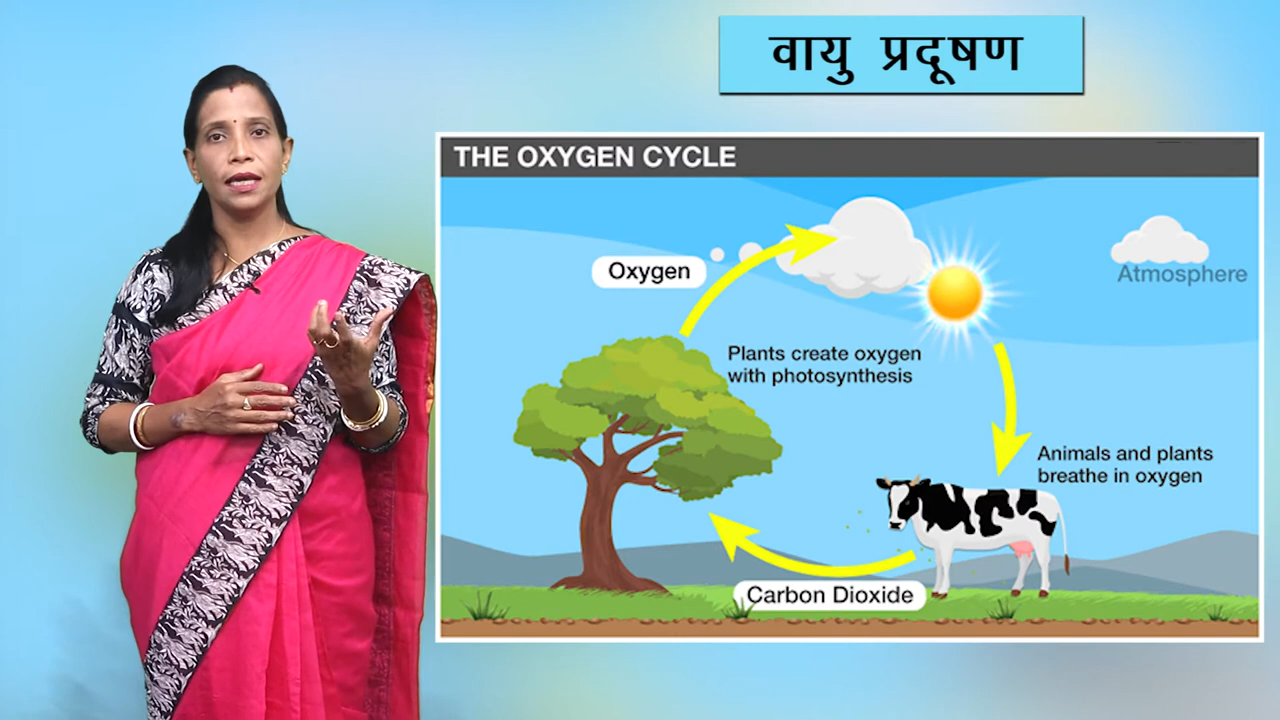 वायु प्रदूषण
THE OXYGEN CYCLE
Oxygen
Atmosphere
Plants create oxygen
with photosynthesis
Animals and plants
breathe in oxygen
Carbon Dioxide